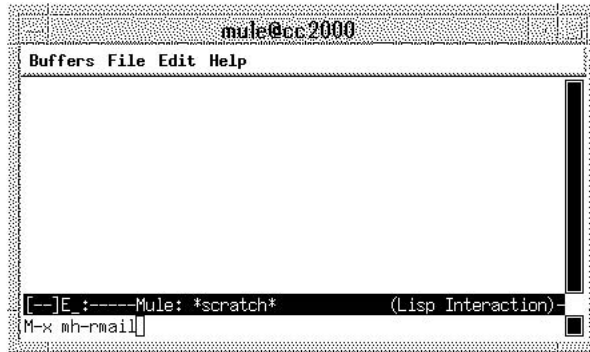 mule@cc2000
Buffers File Edit Help
[--]E_:-----Mule: *scratch* (Lisp Interaction)-
M-x mh-rmail